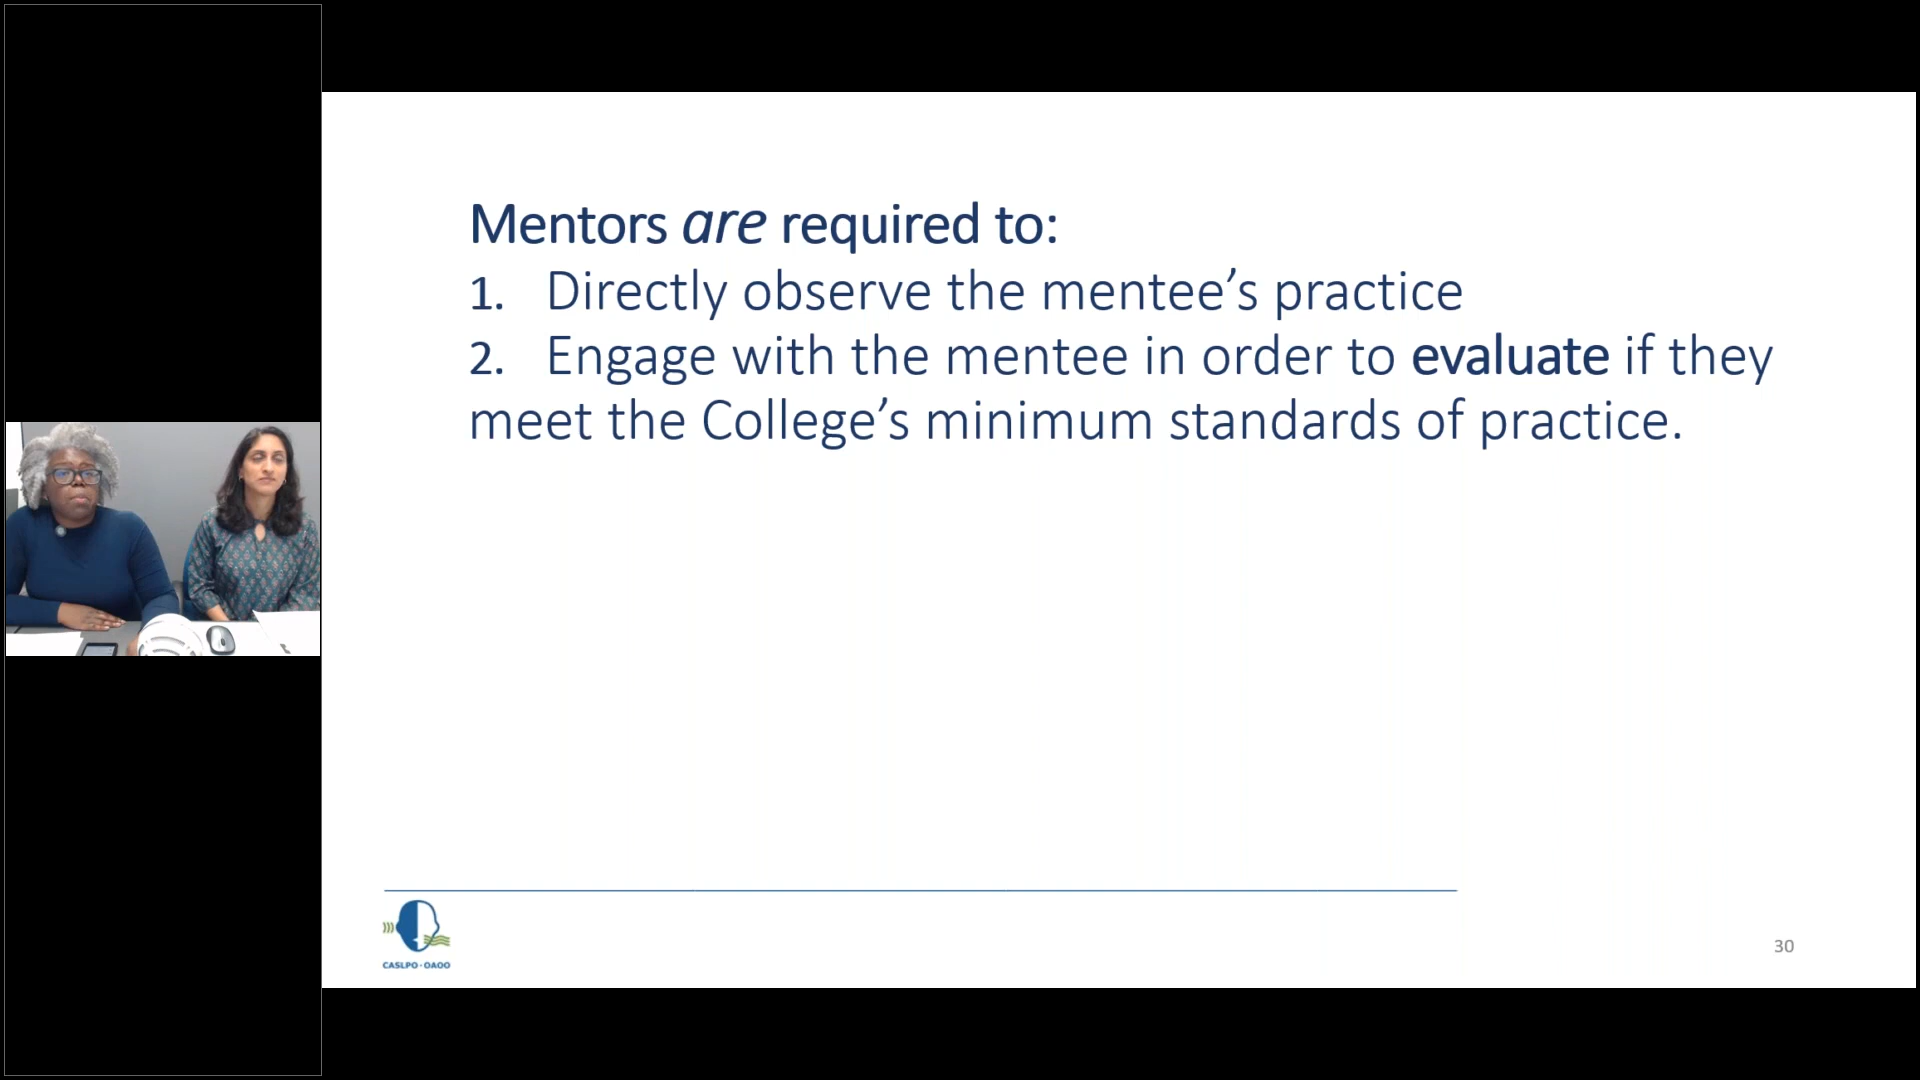 Mentors are required to:
1. Directly observe the mentee’s practice
2. Engage with the mentee in order to evaluate if they
meet the College’s minimum standards of practice.
CASLPO • OAOO
30